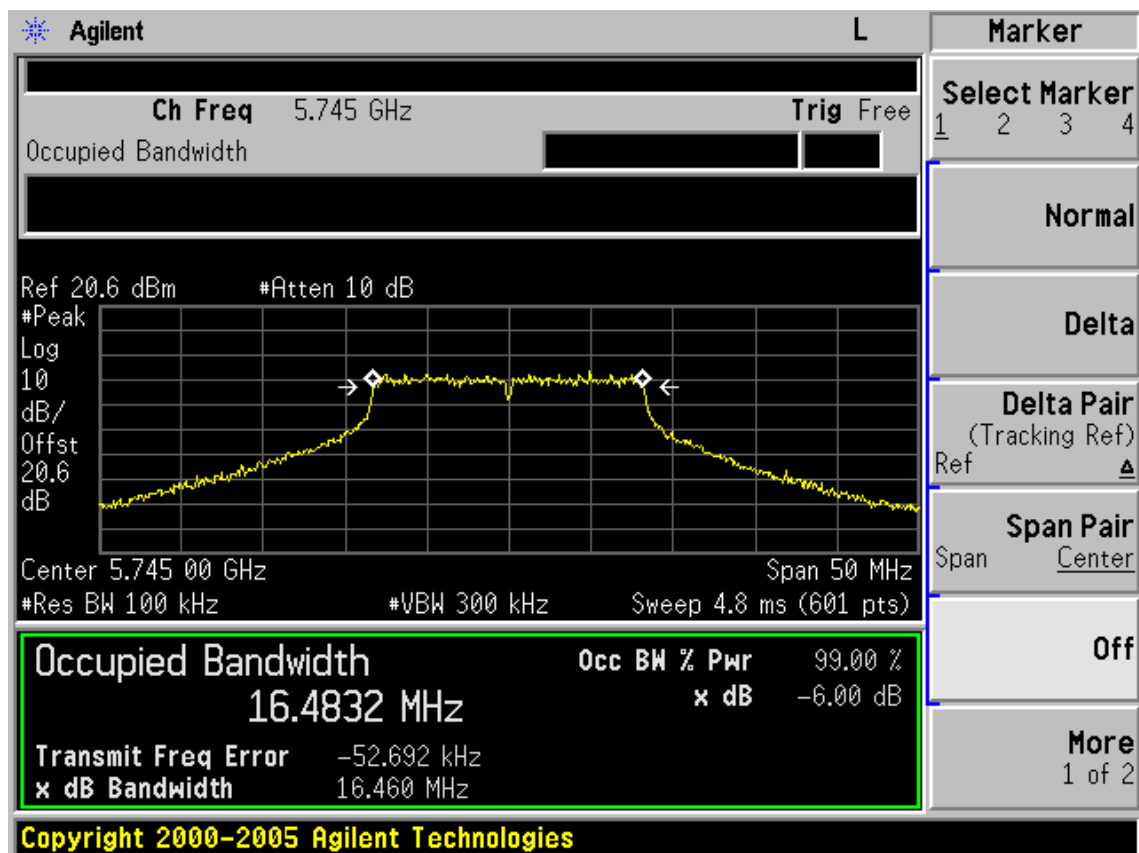 Agilent L
Marker
Ch Freq 5.745 GHz Trig Free
Occupied Bandwidth
Select Marker
1 2 3 4
Normal
Delta
Delta Pair
(Tracking Ref)
Ref Δ
Span Pair
Span Center
Off
More
1 of 2
Ref 20.6 dBm #Atten 10 dB
#Peak
Log
10
dB/
Offst
20.6
dB
Center 5.745 00 GHz Span 50 MHz
#Res BW 100 kHz #VBW 300 kHz Sweep 4.8 ms (601 pts)
Occupied Bandwidth
16.4832 MHz
Occ BW % Pwr 99.00 %
x dB -6.00 dB
Transmit Freq Error -52.692 kHz
x dB Bandwidth 16.460 MHz
Copyright 2000-2005 Agilent Technologies